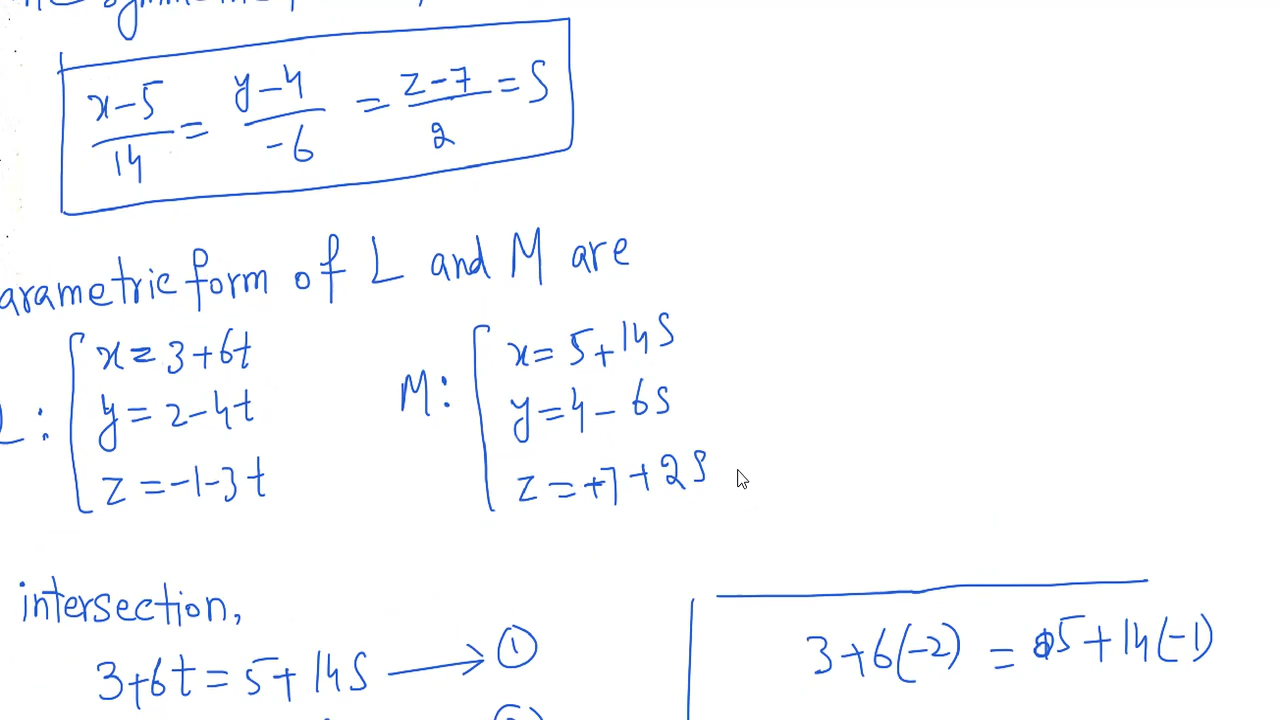 x-5/14 = y-4/-6 = z-7/2 = S
arametric form of L and M are
L: { x = 3+6t
y = 2-4t
z = -1-3t
M: { x = 5+14S
y = 4-6S
z = +7+2S
intersection,
3+6t = 5+14S → ①
3+6(-2) = 5+14(-1)